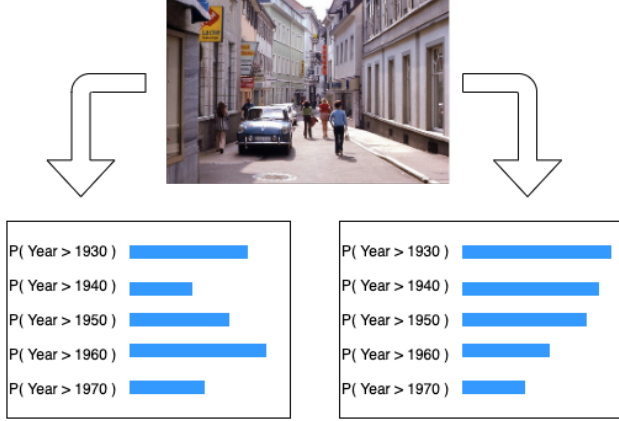 LACKE
P( Year > 1930 )
P( Year > 1940 )
P( Year > 1950 )
P( Year > 1960 )
P( Year > 1970 )
P( Year > 1930 )
P( Year > 1940 )
P( Year > 1950 )
P( Year > 1960 )
P( Year > 1970 )